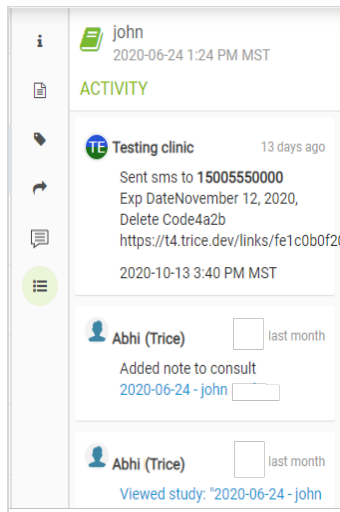 john
2020-06-24 1:24 PM MST
ACTIVITY
TE Testing clinic 13 days ago
Sent sms to 15005550000
Exp DateNovember 12, 2020,
Delete Code4a2b
https://t4.trice.dev/links/fe1c0b0f20
2020-10-13 3:40 PM MST
Abhi (Trice) last month
Added note to consult
2020-06-24 - john
Abhi (Trice) last month
Viewed study: "2020-06-24 - john